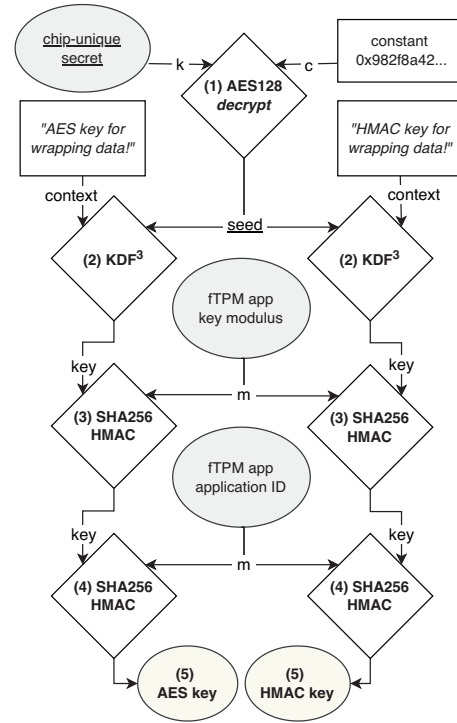 chip-unique
secret
k
c
constant
0x982f8a42...
(1) AES128
decrypt
"AES key for
wrapping data!"
"HMAC key for
wrapping data!"
context
context
seed
(2) KDF3
(2) KDF3
fTPM app
key modulus
key
key
m
(3) SHA256
HMAC
(3) SHA256
HMAC
fTPM app
application ID
key
key
m
(4) SHA256
HMAC
(4) SHA256
HMAC
(5)
AES key
(5)
HMAC key